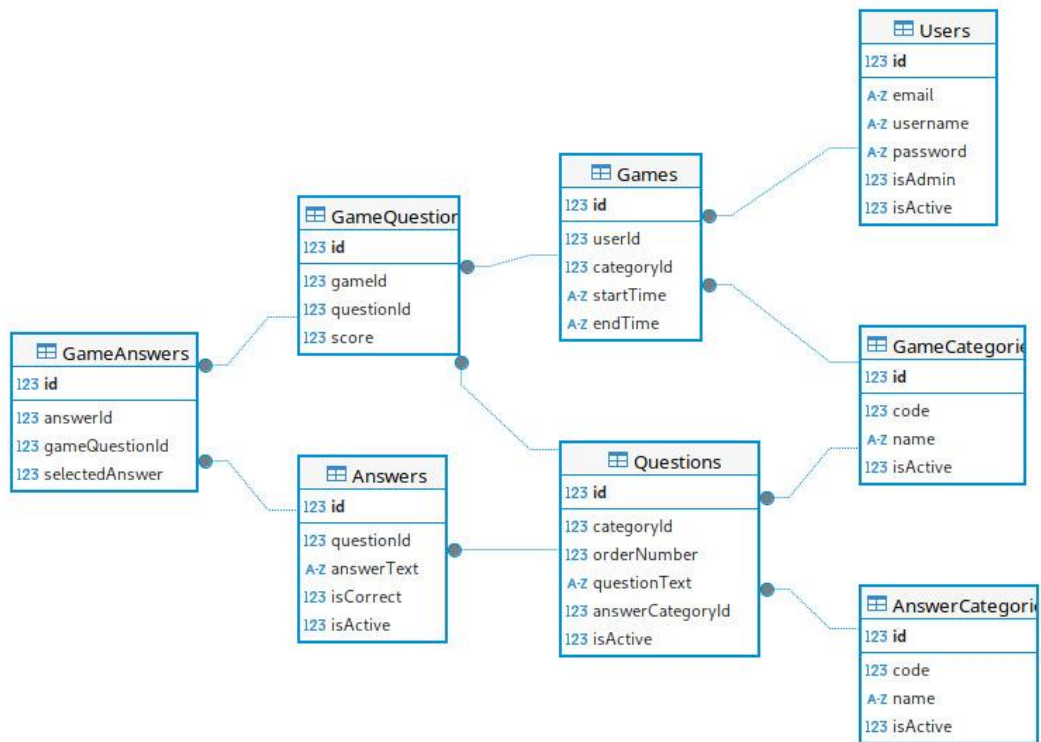 Users
123 id
A-Z email
A-Z username
A-Z password
123 isAdmin
123 isActive
Games
123 id
123 userId
123 categoryId
A-Z startTime
A-Z endTime
GameQuestion
123 id
123 gameId
123 questionId
123 score
GameAnswers
123 id
123 answerId
123 gameQuestionId
123 selectedAnswer
GameCategorie
123 id
123 code
A-Z name
123 isActive
Answers
123 id
123 questionId
A-Z answerText
123 isCorrect
123 isActive
Questions
123 id
123 categoryId
123 orderNumber
A-Z questionText
123 answerCategoryId
123 isActive
AnswerCategorie
123 id
123 code
A-Z name
123 isActive